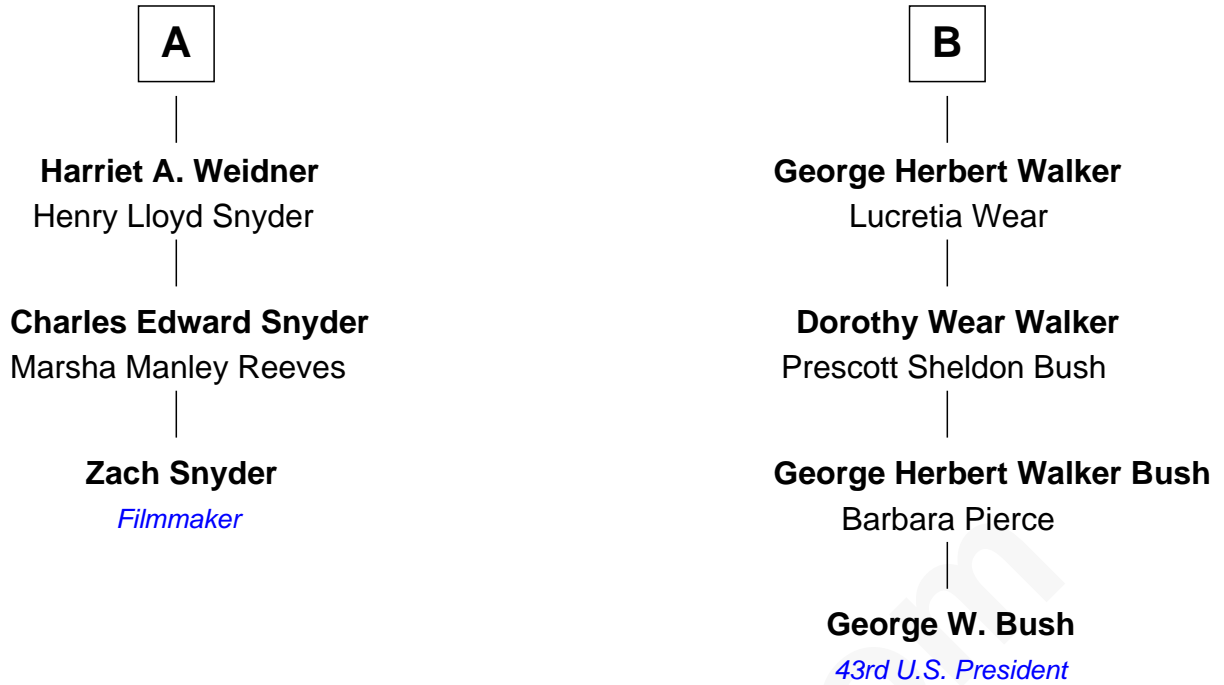 A
Harriet A. Weidner
Henry Lloyd Snyder
Charles Edward Snyder
Marsha Manley Reeves
Zach Snyder
Filmmaker
B
George Herbert Walker
Lucretia Wear
Dorothy Wear Walker
Prescott Sheldon Bush
George Herbert Walker Bush
Barbara Pierce
George W. Bush
43rd U.S. President